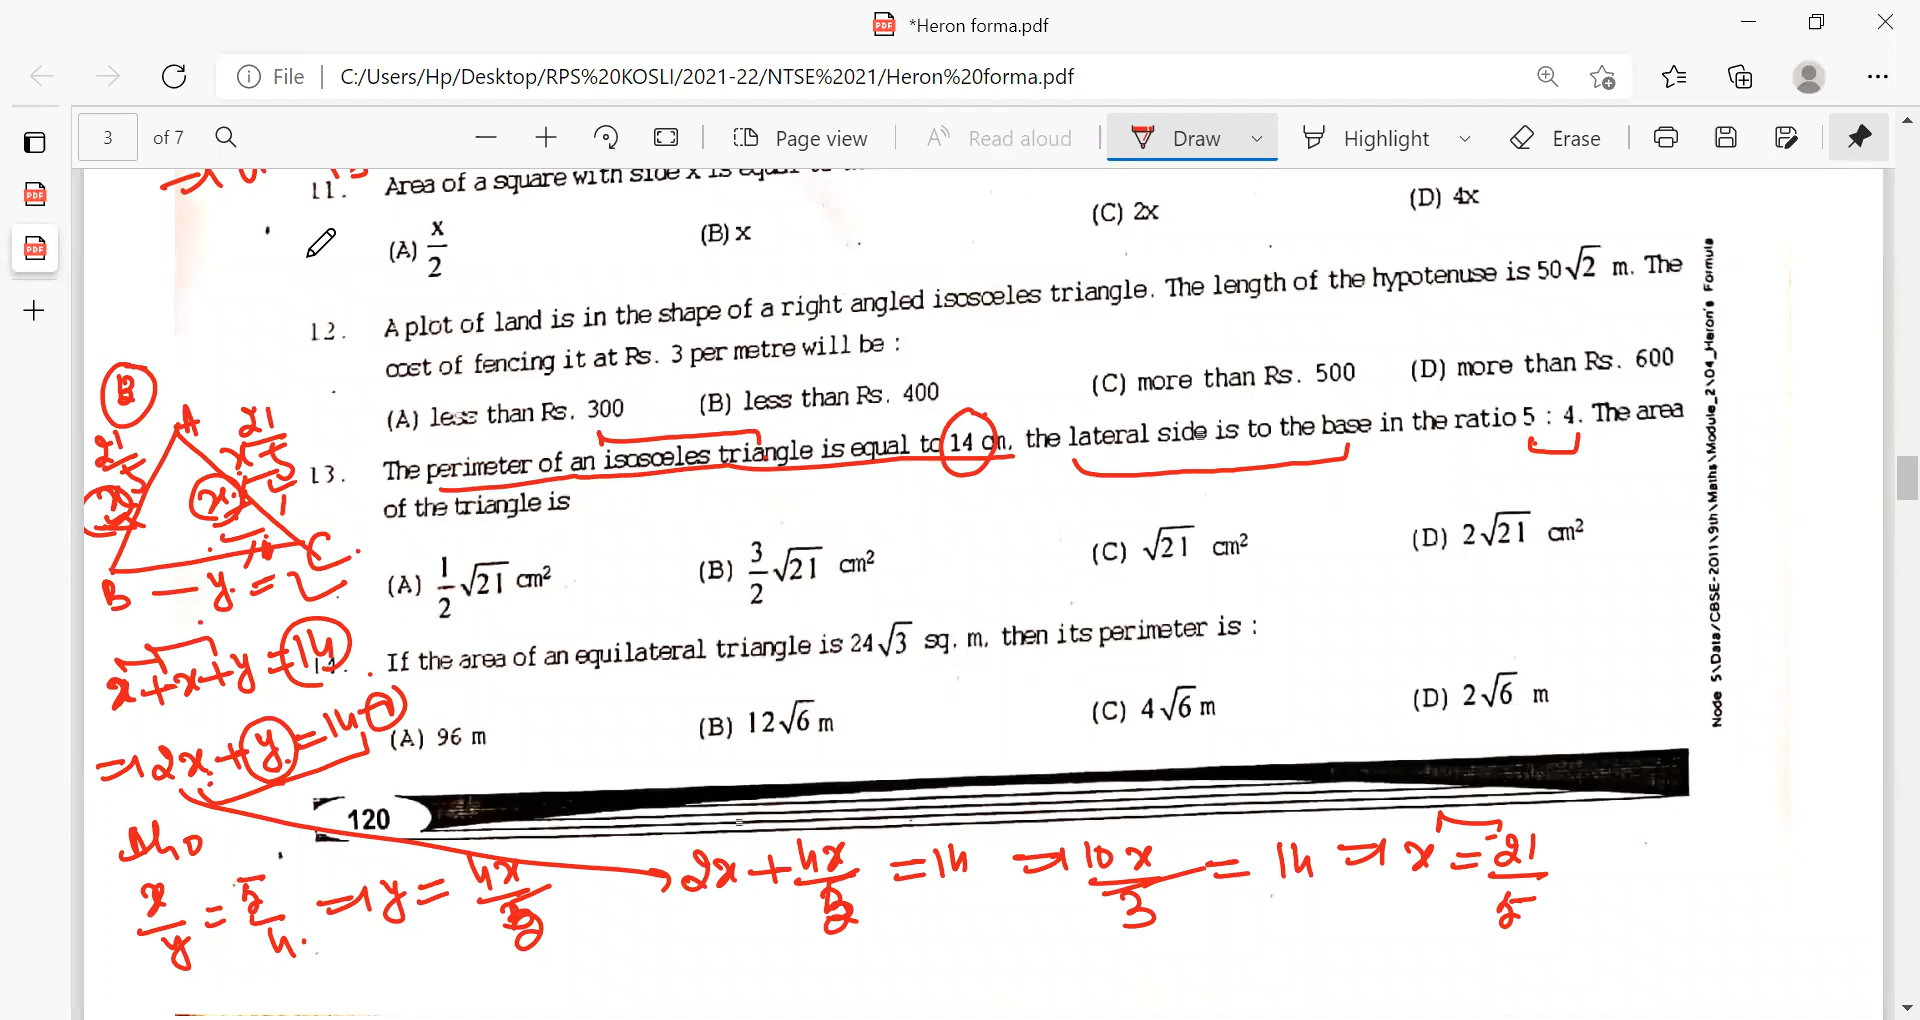 *Heron forma.pdf
File C:/Users/Hp/Desktop/RPS%20KOSLI/2021-22/NTSE%2021/Heron%20forma.pdf
3 of 7 Page view Read aloud Draw Highlight Erase
11. Area of a square with side x is equal to
(A) x/2 (B) x (C) 2x (D) 4x
12. A plot of land is in the shape of a right angled isosceles triangle. The length of the hypotenuse is 50√2 m. The
cost of fencing it at Rs. 3 per metre will be :
(A) less than Rs. 300 (B) less than Rs. 400 (C) more than Rs. 500 (D) more than Rs. 600
13. The perimeter of an isosceles triangle is equal to 14 cm, the lateral side is to the base in the ratio 5 : 4. The area
of the triangle is
(A) 1/2 √21 cm² (B) 3/2 √21 cm² (C) √21 cm² (D) 2√21 cm²
14. If the area of an equilateral triangle is 24√3 sq. m, then its perimeter is :
(A) 96 m (B) 12√6 m (C) 4√6 m (D) 2√6 m
120
Node 5\Data/CBSE-2011\9th\Maths\Module_2\04_Heron's Formula
A
21/5
B
C
x+x+y=14
⇒2x+y=14
x/y=5/4 ⇒y=4x/3
2x+4x/3 =14 ⇒10x/3 = 14 ⇒x=21/5